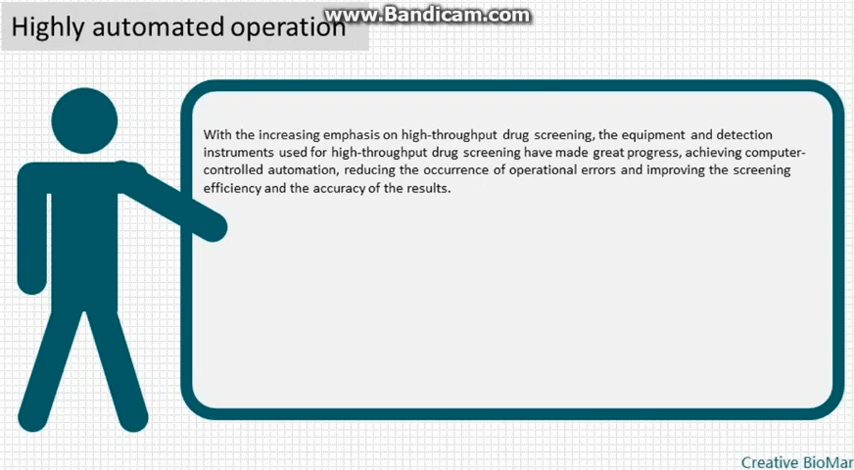 www.Bandicam.com
Highly automated operation
With the increasing emphasis on high-throughput drug screening, the equipment and detection
instruments used for high-throughput drug screening have made great progress, achieving computer-
controlled automation, reducing the occurrence of operational errors and improving the screening
efficiency and the accuracy of the results.
Creative BioMar